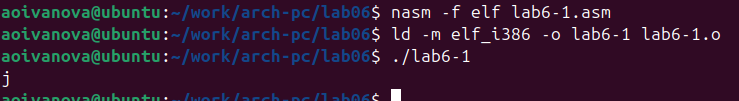 aoivanova@ubuntu:~/work/arch-pc/lab06$ nasm -f elf lab6-1.asm
aoivanova@ubuntu:~/work/arch-pc/lab06$ ld -m elf_i386 -o lab6-1 lab6-1.o
aoivanova@ubuntu:~/work/arch-pc/lab06$ ./lab6-1
j
aoivanova@ubuntu:~/work/arch-pc/lab06$